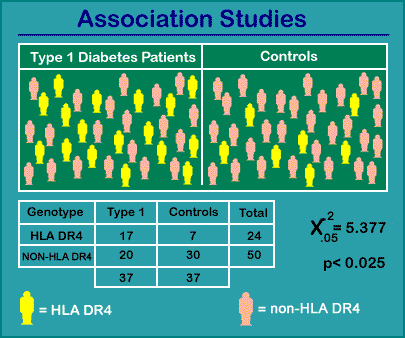 Association Studies
Type 1 Diabetes Patients Controls
Genotype Type 1 Controls Total
HLA DR4 17 7 24
NON-HLA DR4 20 30 50
37 37
X² .05 = 5.377
p< 0.025
= HLA DR4 = non-HLA DR4